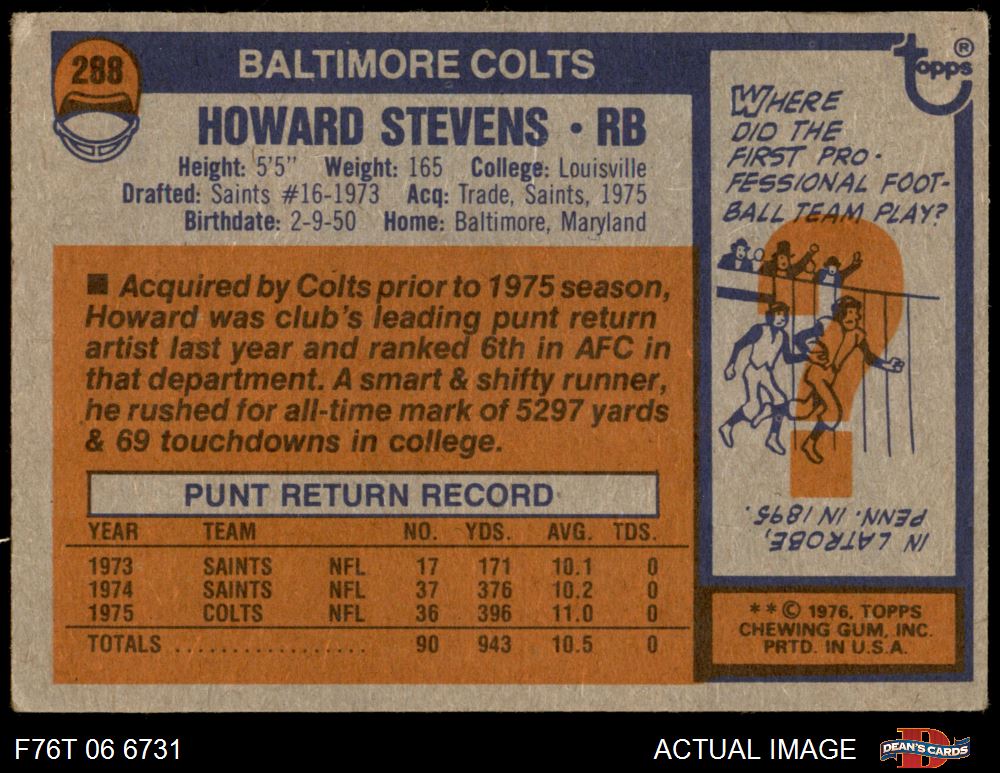 288
BALTIMORE COLTS
HOWARD STEVENS • RB
Height: 5'5" Weight: 165 College: Louisville
Drafted: Saints #16-1973 Acq: Trade, Saints, 1975
Birthdate: 2-9-50 Home: Baltimore, Maryland
■ Acquired by Colts prior to 1975 season,
Howard was club's leading punt return
artist last year and ranked 6th in AFC in
that department. A smart & shifty runner,
he rushed for all-time mark of 5297 yards
& 69 touchdowns in college.
PUNT RETURN RECORD
YEAR TEAM NO. YDS. AVG. TDS.
1973 SAINTS NFL 17 171 10.1 0
1974 SAINTS NFL 37 376 10.2 0
1975 COLTS NFL 36 396 11.0 0
TOTALS .................. 90 943 10.5 0
topps ®
WHERE
DID THE
FIRST PRO-
FESSIONAL FOOT-
BALL TEAM PLAY?
?
IN LATROBE,
PENN. IN 1895.
** © 1976, TOPPS
CHEWING GUM, INC.
PRTD. IN U.S.A.
F76T 06 6731 ACTUAL IMAGE
DEAN'S CARDS